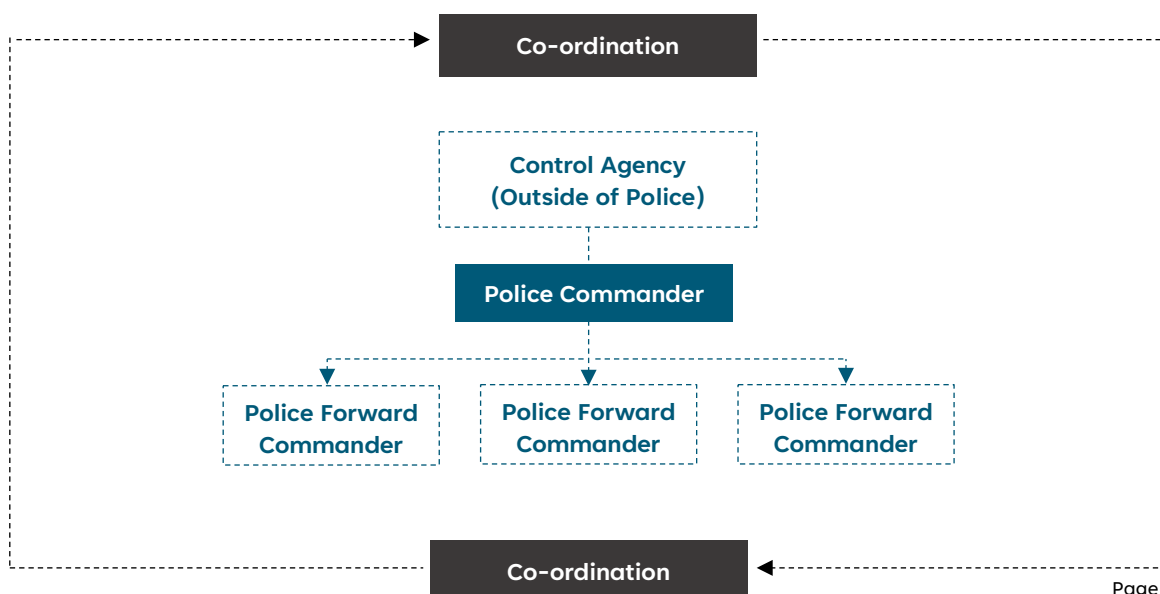 Co-ordination
Control Agency
(Outside of Police)
Police Commander
Police Forward
Commander
Police Forward
Commander
Police Forward
Commander
Co-ordination
Page